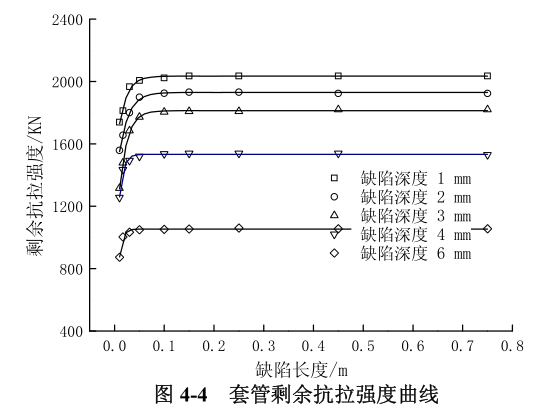 2400
2000
1600
1200
800
400
剩余抗拉强度/KN
缺陷深度 1 mm
缺陷深度 2 mm
缺陷深度 3 mm
缺陷深度 4 mm
缺陷深度 6 mm
0.0 0.1 0.2 0.3 0.4 0.5 0.6 0.7 0.8
缺陷长度/m
图 4-4 套管剩余抗拉强度曲线